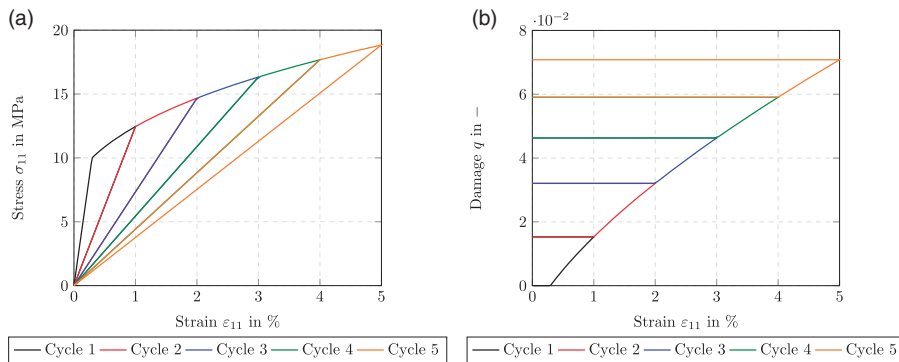 (a)
20
15
10
5
0
Stress σ₁₁ in MPa
0 1 2 3 4 5
Strain ε₁₁ in %
Cycle 1 Cycle 2 Cycle 3 Cycle 4 Cycle 5
(b)
·10⁻²
8
6
4
2
0
Damage q in −
0 1 2 3 4 5
Strain ε₁₁ in %
Cycle 1 Cycle 2 Cycle 3 Cycle 4 Cycle 5